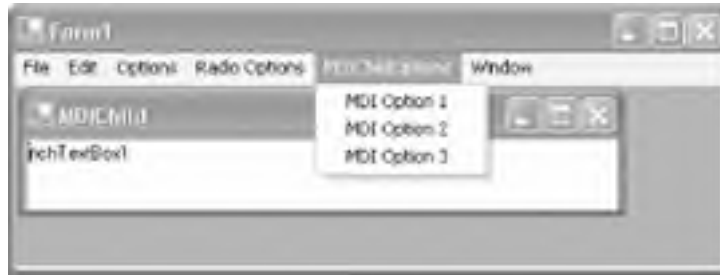 Form1
File Edit Options Radio Options Window
MDI Option 1
MDIChild
MDI Option 2
richTextBox1
MDI Option 3